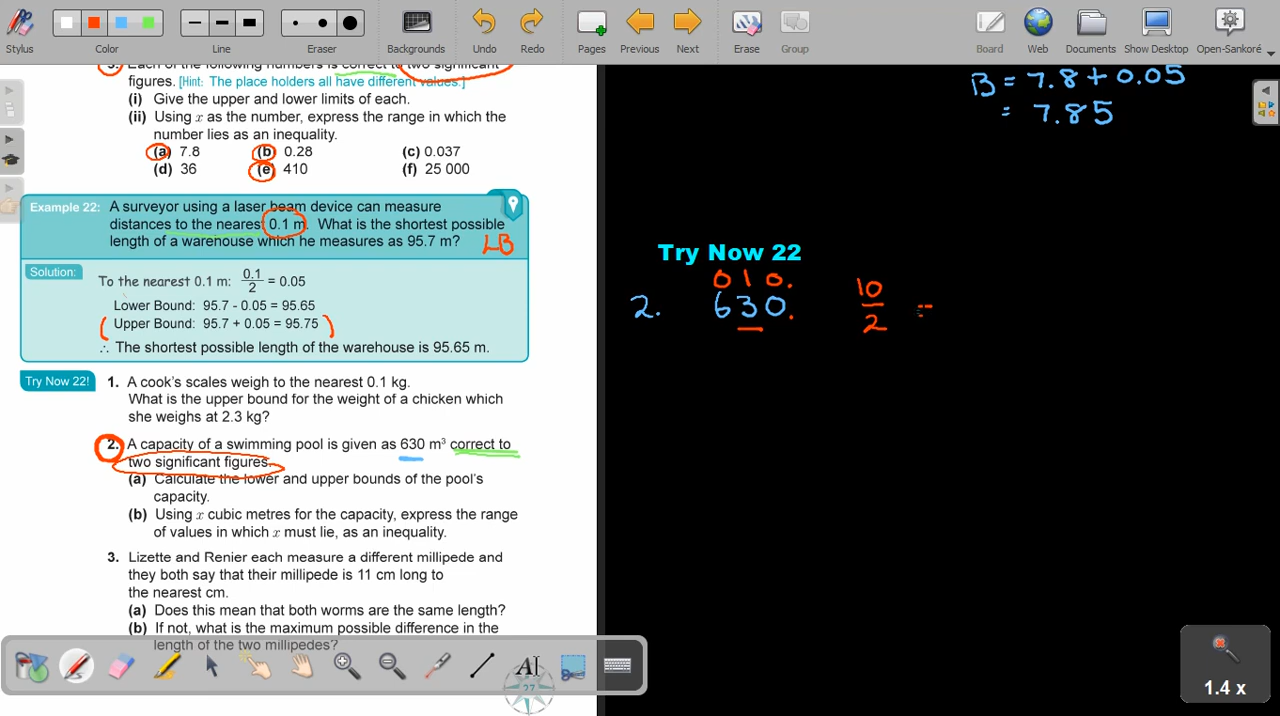 Stylus Color Line Eraser Backgrounds Undo Redo Pages Previous Next Erase Group Board Web Documents Show Desktop Open-Sankoré
figures. [Hint: The place holders all have different values.]
(i) Give the upper and lower limits of each.
(ii) Using x as the number, express the range in which the
number lies as an inequality.
(a) 7.8 (b) 0.28 (c) 0.037
(d) 36 (e) 410 (f) 25 000
Example 22: A surveyor using a laser beam device can measure
distances to the nearest 0.1 m. What is the shortest possible
length of a warehouse which he measures as 95.7 m? LB
Solution:
To the nearest 0.1 m: 0.1/2 = 0.05
Lower Bound: 95.7 - 0.05 = 95.65
( Upper Bound: 95.7 + 0.05 = 95.75 )
∴ The shortest possible length of the warehouse is 95.65 m.
Try Now 22!
1. A cook's scales weigh to the nearest 0.1 kg.
What is the upper bound for the weight of a chicken which
she weighs at 2.3 kg?
2. A capacity of a swimming pool is given as 630 m³ correct to
two significant figures.
(a) Calculate the lower and upper bounds of the pool's
capacity.
(b) Using x cubic metres for the capacity, express the range
of values in which x must lie, as an inequality.
3. Lizette and Renier each measure a different millipede and
they both say that their millipede is 11 cm long to
the nearest cm.
(a) Does this mean that both worms are the same length?
(b) If not, what is the maximum possible difference in the
length of the two millipedes?
B = 7.8 + 0.05
= 7.85
Try Now 22
0 1 0.
2. 630. 10/2 =
27
1.4 x